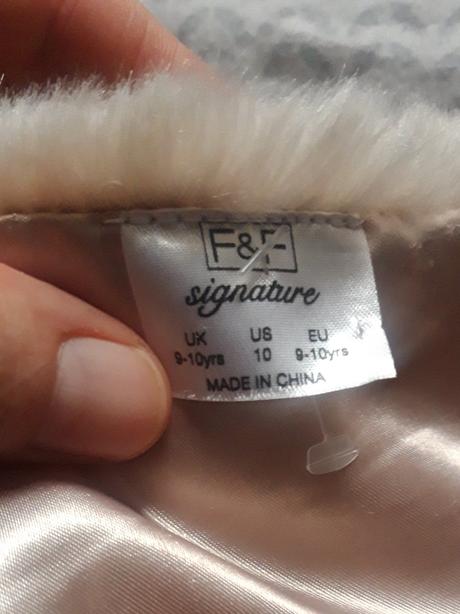 F&F
signature
UK US EU
9-10yrs 10 9-10yrs
MADE IN CHINA